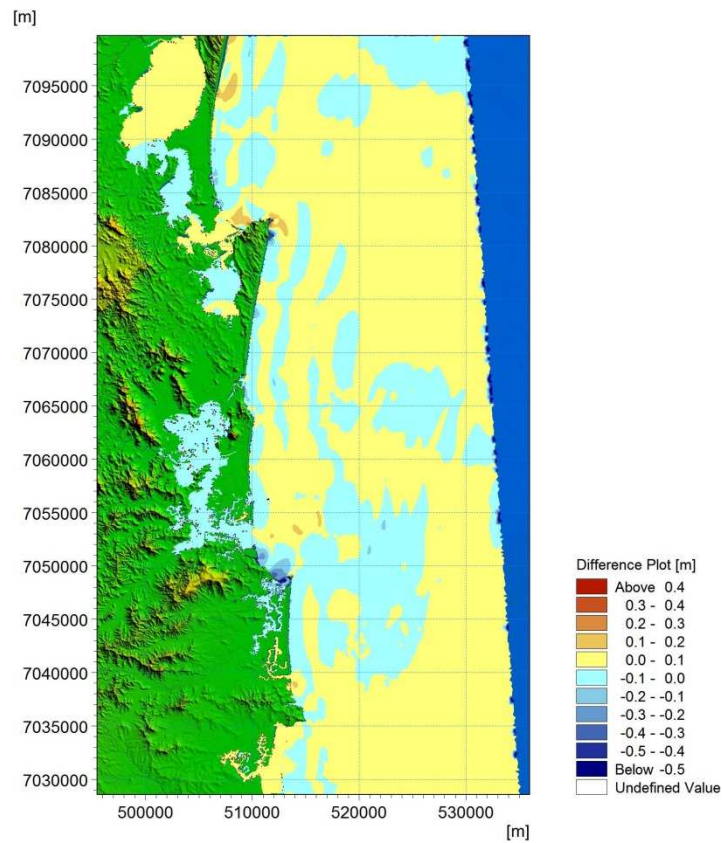 [m]
7095000
7090000
7085000
7080000
7075000
7070000
7065000
7060000
7055000
7050000
7045000
7040000
7035000
7030000
500000 510000 520000 530000
[m]
Difference Plot [m]
Above 0.4
0.3 - 0.4
0.2 - 0.3
0.1 - 0.2
0.0 - 0.1
-0.1 - 0.0
-0.2 - -0.1
-0.3 - -0.2
-0.4 - -0.3
-0.5 - -0.4
Below -0.5
Undefined Value